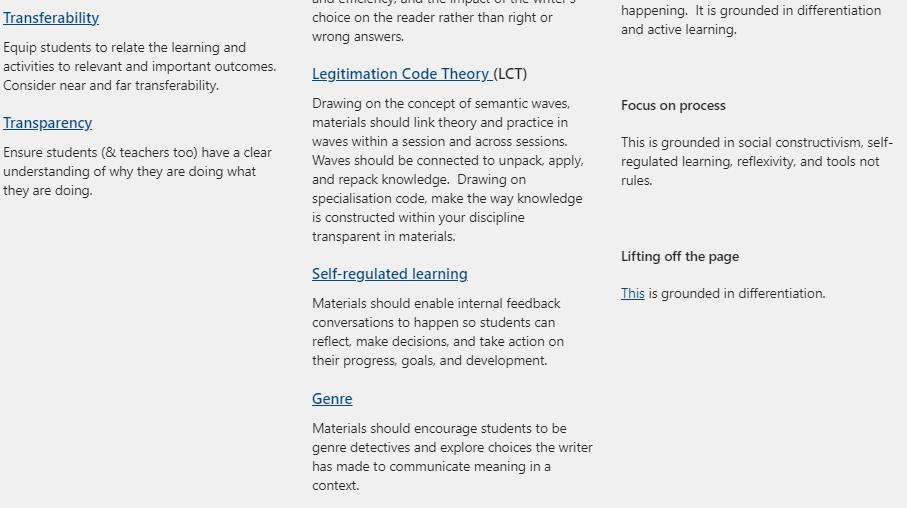 Transferability
Equip students to relate the learning and
activities to relevant and important outcomes.
Consider near and far transferability.
Transparency
Ensure students (& teachers too) have a clear
understanding of why they are doing what
they are doing.
and efficiency, and the impact of the writer's
choice on the reader rather than right or
wrong answers.
Legitimation Code Theory (LCT)
Drawing on the concept of semantic waves,
materials should link theory and practice in
waves within a session and across sessions.
Waves should be connected to unpack, apply,
and repack knowledge.  Drawing on
specialisation code, make the way knowledge
is constructed within your discipline
transparent in materials.
Self-regulated learning
Materials should enable internal feedback
conversations to happen so students can
reflect, make decisions, and take action on
their progress, goals, and development.
Genre
Materials should encourage students to be
genre detectives and explore choices the writer
has made to communicate meaning in a
context.
happening.  It is grounded in differentiation
and active learning.
Focus on process
This is grounded in social constructivism, self-
regulated learning, reflexivity, and tools not
rules.
Lifting off the page
This is grounded in differentiation.